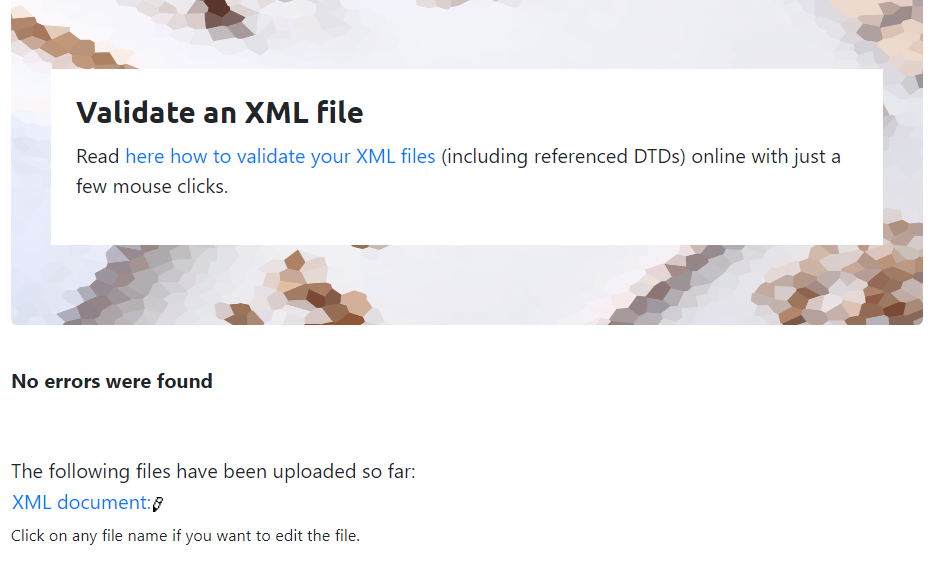 Validate an XML file
Read here how to validate your XML files (including referenced DTDs) online with just a
few mouse clicks.
No errors were found
The following files have been uploaded so far:
XML document:
Click on any file name if you want to edit the file.